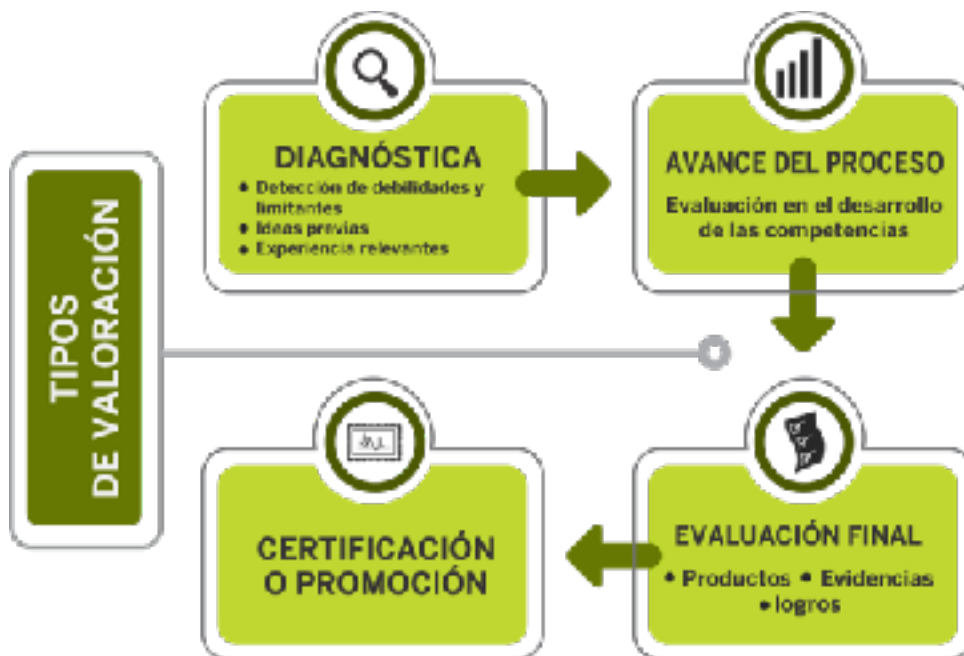 TIPOS
DE VALORACIÓN
DIAGNÓSTICA
• Detección de debilidades y
limitantes
• Ideas previas
• Experiencia relevantes
AVANCE DEL PROCESO
Evaluación en el desarrollo
de las competencias
EVALUACIÓN FINAL
• Productos • Evidencias
• logros
CERTIFICACIÓN
O PROMOCIÓN